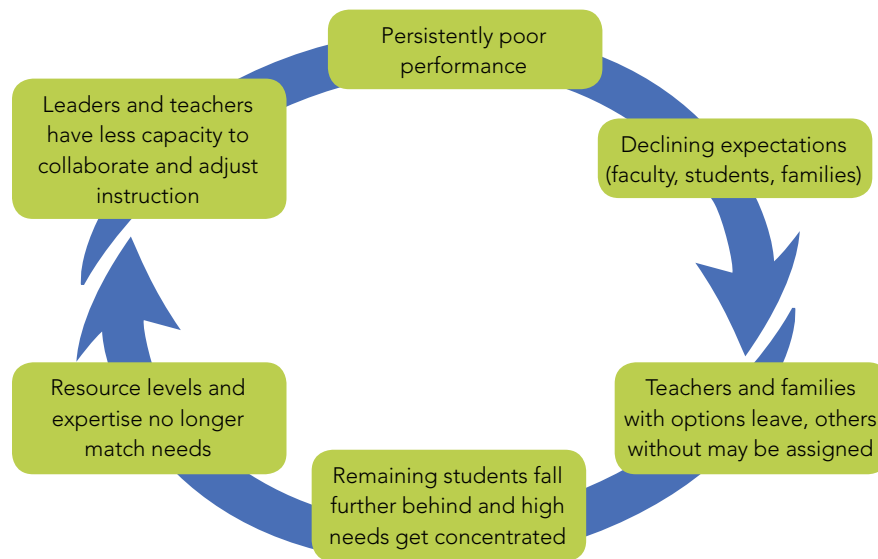 Persistently poor
performance
Declining expectations
(faculty, students, families)
Teachers and families
with options leave, others
without may be assigned
Remaining students fall
further behind and high
needs get concentrated
Resource levels and
expertise no longer
match needs
Leaders and teachers
have less capacity to
collaborate and adjust
instruction